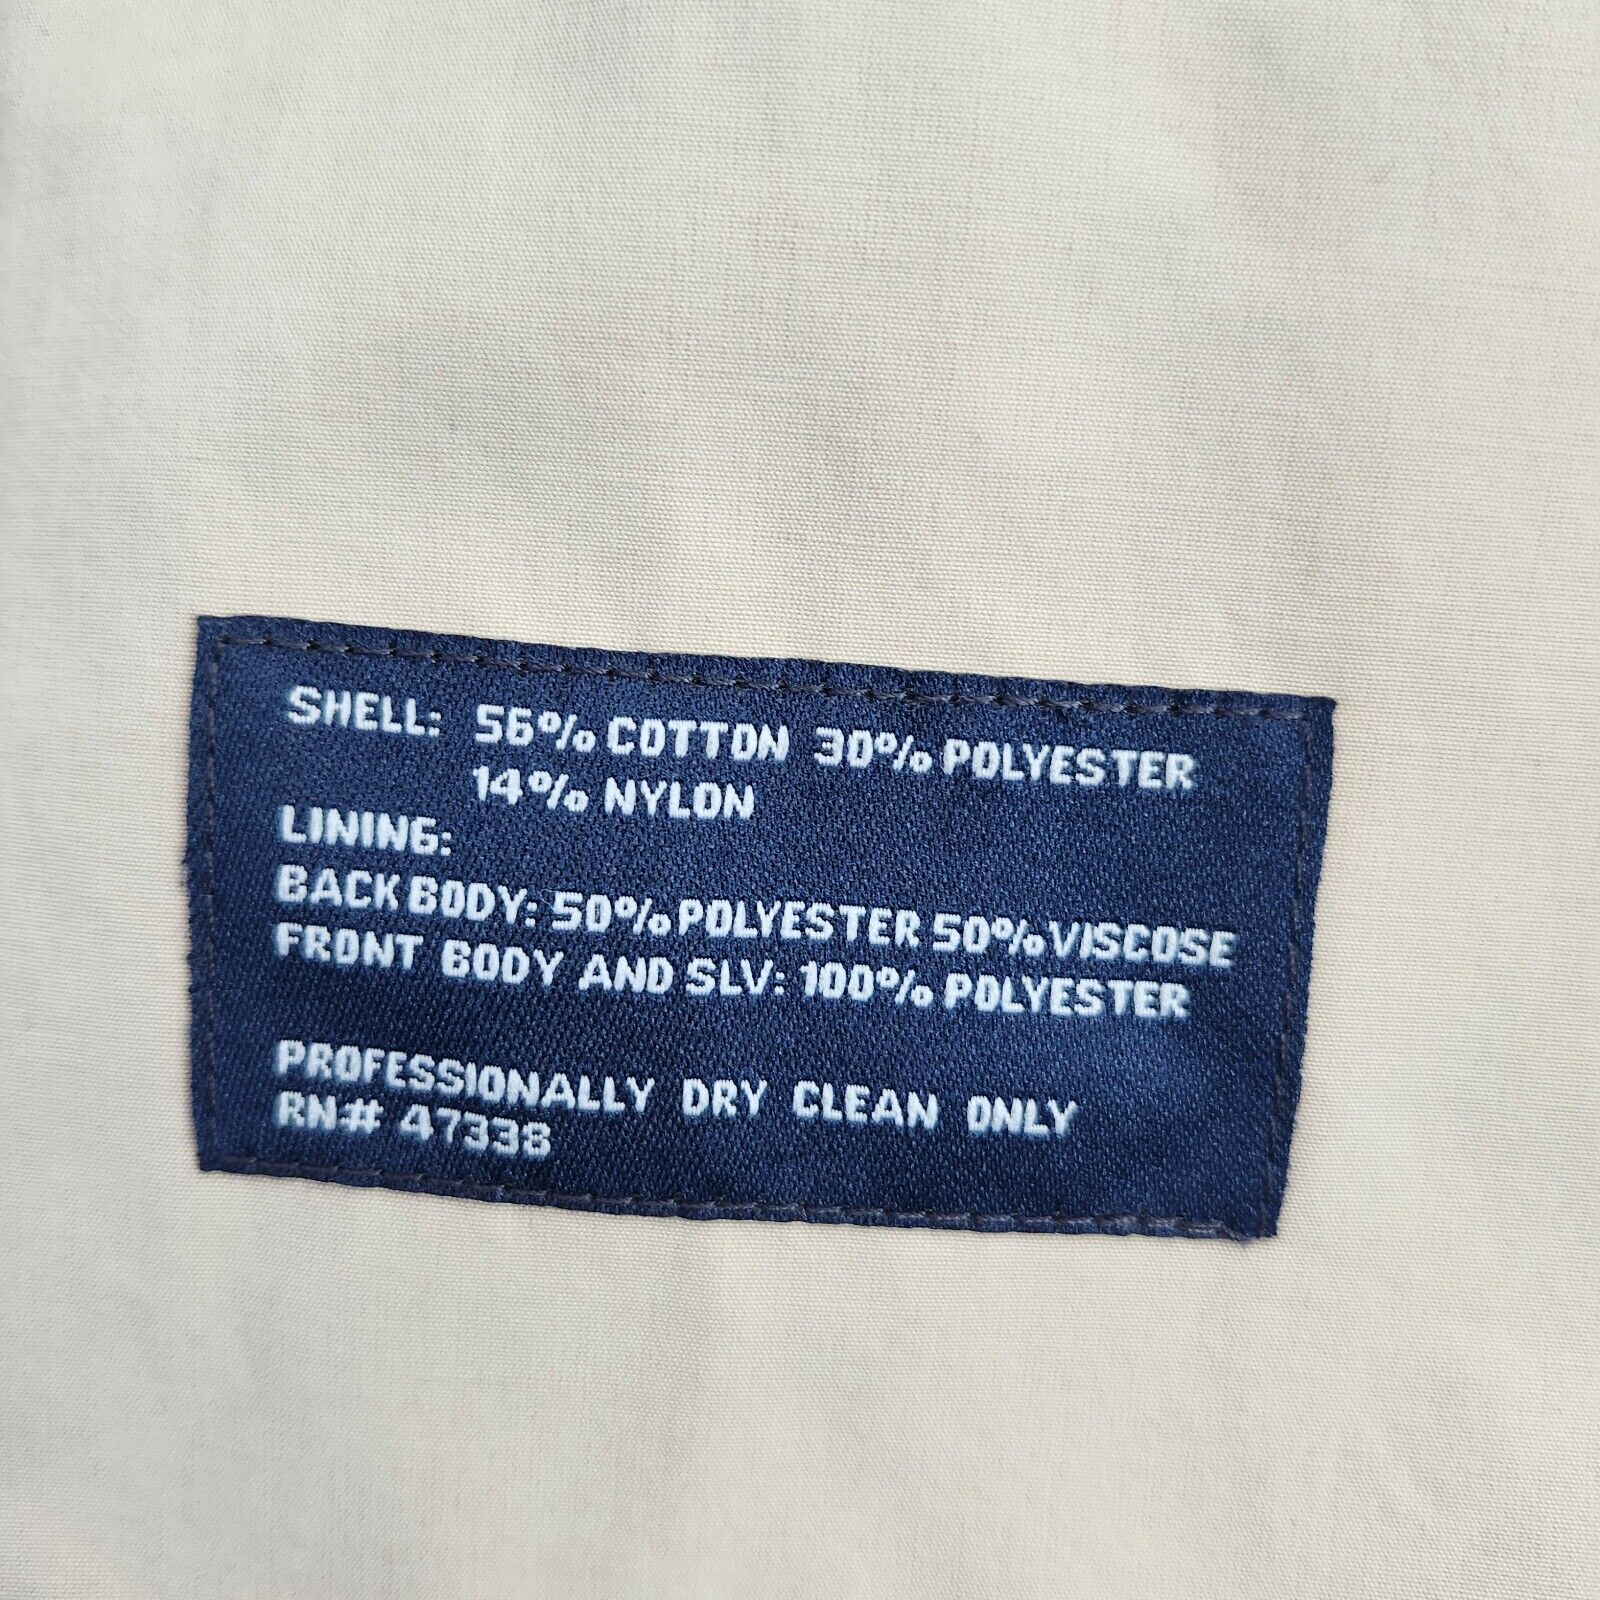 SHELL: 56% COTTON 30% POLYESTER
14% NYLON
LINING:
BACK BODY: 50% POLYESTER 50% VISCOSE
FRONT BODY AND SLV: 100% POLYESTER
PROFESSIONALLY DRY CLEAN ONLY
RN# 47338